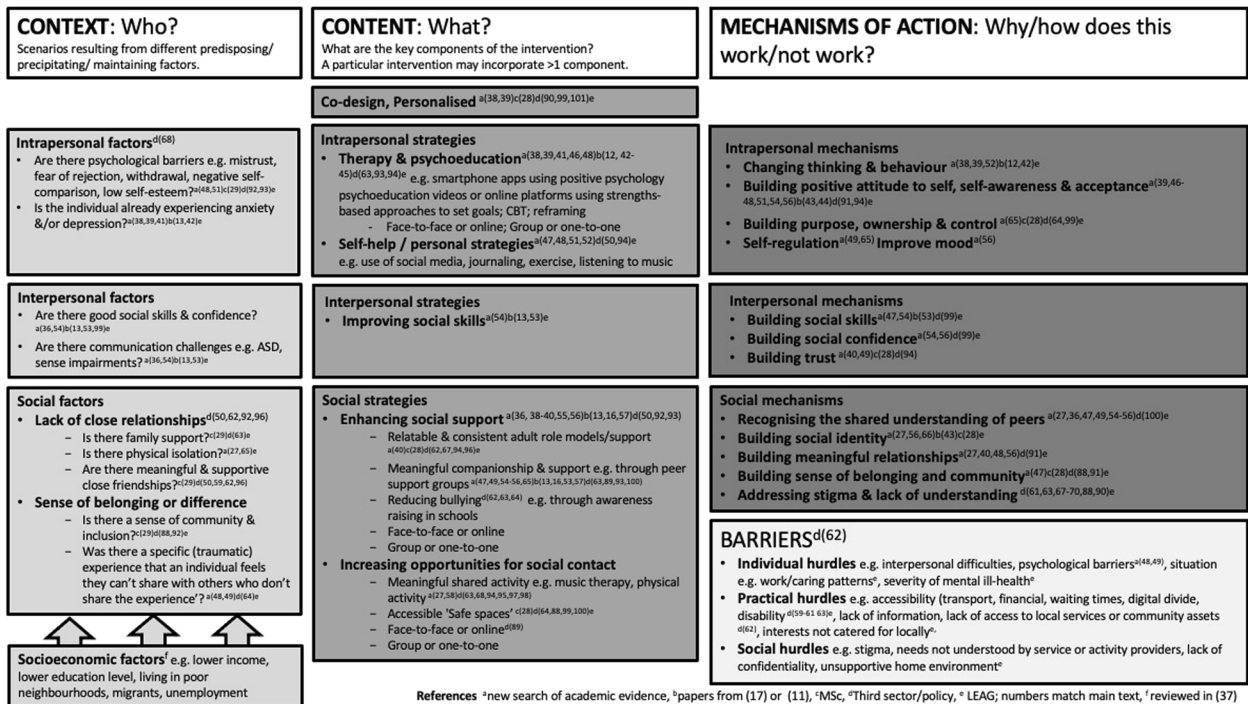 CONTEXT: Who?
Scenarios resulting from different predisposing/
precipitating/ maintaining factors.
Intrapersonal factorsd(68)
• Are there psychological barriers e.g. mistrust,
fear of rejection, withdrawal, negative self-
comparison, low self-esteem?a(48,51)c(29)d(92,93)e
• Is the individual already experiencing anxiety
&/or depression?a(38,39,41)b(13,42)e
Interpersonal factors
• Are there good social skills & confidence?
a(36,54)b(13,53,99)e
• Are there communication challenges e.g. ASD,
sense impairments? a(36,54)b(13,53)e
Social factors
• Lack of close relationshipsd(50,62,92,96)
– Is there family support?c(29)d(63)e
– Is there physical isolation?a(27,65)e
– Are there meaningful & supportive
close friendships?c(29)d(50,59,62,96)
• Sense of belonging or difference
– Is there a sense of community &
inclusion?c(29)d(88,92)e
– Was there a specific (traumatic)
experience that an individual feels
they can't share with others who don't
share the experience'? a(48,49)d(64)e
Socioeconomic factorsf e.g. lower income,
lower education level, living in poor
neighbourhoods, migrants, unemployment
CONTENT: What?
What are the key components of the intervention?
A particular intervention may incorporate >1 component.
Co-design, Personalised a(38,39)c(28)d(90,99,101)e
Intrapersonal strategies
• Therapy & psychoeducationa(38,39,41,46,48)b(12, 42-
45)d(63,93,94)e e.g. smartphone apps using positive psychology
psychoeducation videos or online platforms using strengths-
based approaches to set goals; CBT; reframing
- Face-to-face or online; Group or one-to-one
• Self-help / personal strategiesa(47,48,51,52)d(50,94)e
e.g. use of social media, journaling, exercise, listening to music
Interpersonal strategies
• Improving social skillsa(54)b(13,53)e
Social strategies
• Enhancing social support a(36, 38-40,55,56)b(13,16,57)d(50,92,93)
– Relatable & consistent adult role models/support
a(40)c(28)d(62,67,94,96)e
– Meaningful companionship & support e.g. through peer
support groups a(47,49,54-56,65)b(13,16,53,57)d(63,89,93,100)
– Reducing bullyingd(62,63,64) e.g. through awareness
raising in schools
– Face-to-face or online
– Group or one-to-one
• Increasing opportunities for social contact
– Meaningful shared activity e.g. music therapy, physical
activity a(27,58)d(63,68,94,95,97,98)
– Accessible 'Safe spaces' c(28)d(64,88,99,100)e
– Face-to-face or onlined(89)
– Group or one-to-one
MECHANISMS OF ACTION: Why/how does this
work/not work?
Intrapersonal mechanisms
• Changing thinking & behaviour a(38,39,52)b(12,42)e
• Building positive attitude to self, self-awareness & acceptancea(39,46-
48,51,54,56)b(43,44)d(91,94)e
• Building purpose, ownership & control a(65)c(28)d(64,99)e
• Self-regulationa(49,65) Improve mooda(56)
Interpersonal mechanisms
• Building social skillsa(47,54)b(53)d(99)e
• Building social confidencea(54,56)d(99)e
• Building trust a(40,49)c(28)d(94)
Social mechanisms
• Recognising the shared understanding of peers a(27,36,47,49,54-56)d(100)e
• Building social identitya(27,56,66)b(43)c(28)e
• Building meaningful relationshipsa(27,40,48,56)d(91)e
• Building sense of belonging and communitya(47)c(28)d(88,91)e
• Addressing stigma & lack of understanding d(61,63,67-70,88,90)e
BARRIERSd(62)
• Individual hurdles e.g. interpersonal difficulties, psychological barriersa(48,49), situation
e.g. work/caring patternse, severity of mental ill-healthe
• Practical hurdles e.g. accessibility (transport, financial, waiting times, digital divide,
disability d(59-61 63)e, lack of information, lack of access to local services or community assets
d(62), interests not catered for locallye,
• Social hurdles e.g. stigma, needs not understood by service or activity providers, lack of
confidentiality, unsupportive home environmente
References anew search of academic evidence, bpapers from (17) or (11), cMSc, dThird sector/policy, e LEAG; numbers match main text, f reviewed in (37)